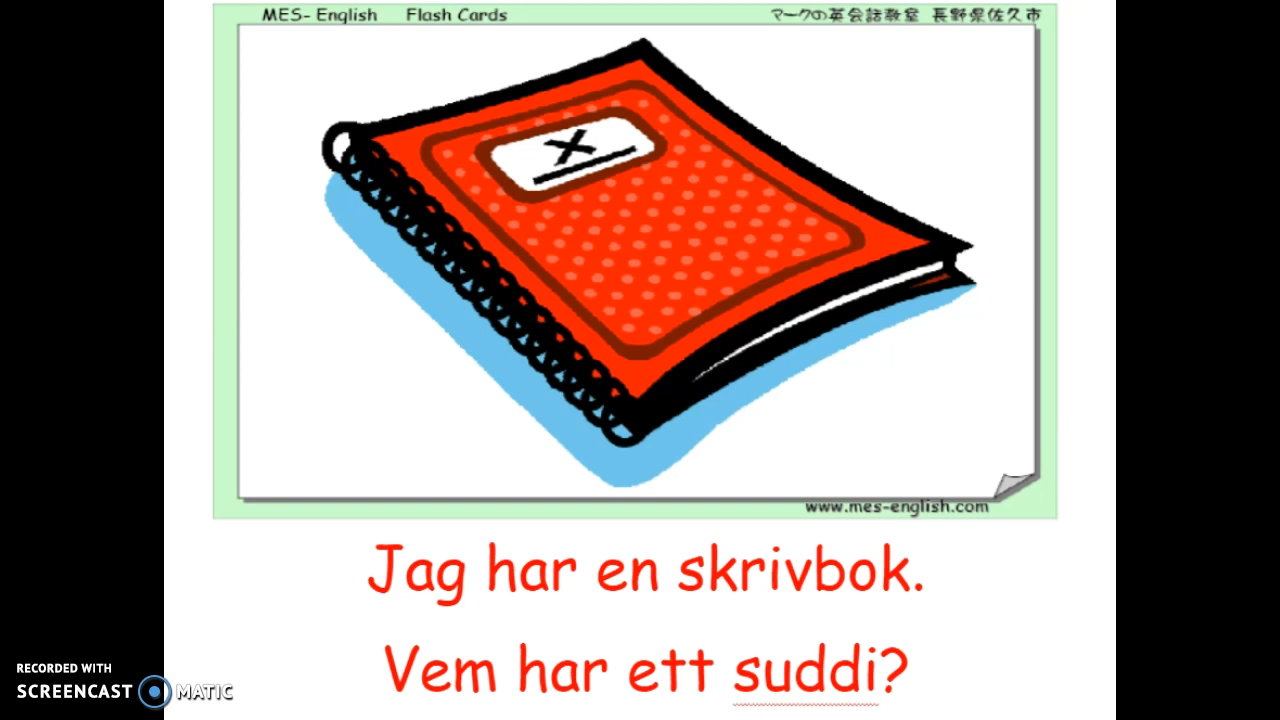 MES- English Flash Cards マークの英会話教室 長野県佐久市
X
www.mes-english.com
Jag har en skrivbok.
Vem har ett suddi?
RECORDED WITH
SCREENCAST MATIC